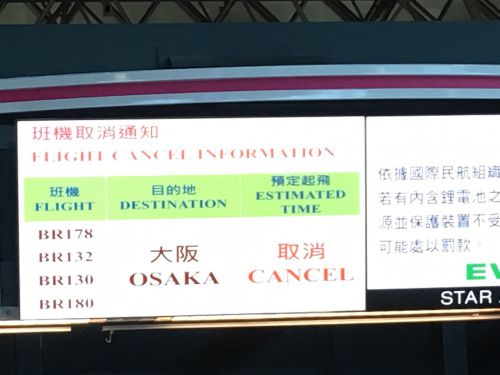 班機取消通知
FLIGHT CANCEL INFORMATION
班機 目的地 預定起飛
FLIGHT DESTINATION ESTIMATED TIME
BR178
BR132
BR130
BR180
大阪
OSAKA
取消
CANCEL
依據國際民航組織
若有內含鋰電池之
源並保護裝置不受
可能處以罰款。
EV
STAR